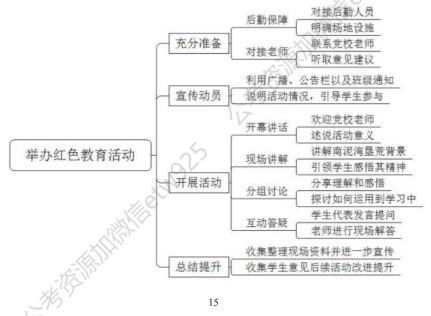 举办红色教育活动
充分准备
后勤保障
对接后勤人员
明确场地设施
对接老师
联系党校老师
听取意见建议
宣传动员
利用广播、公告栏以及班级通知
说明活动情况，引导学生参与
开展活动
开幕讲话
欢迎党校老师
述说活动意义
现场讲解
讲解南泥湾垦荒背景
引领学生感悟其精神
分组讨论
分享理解和感悟
探讨如何运用到学习中
互动答疑
学生代表发言提问
老师进行现场解答
总结提升
收集整理现场资料并进一步宣传
收集学生意见后续活动改进提升
15